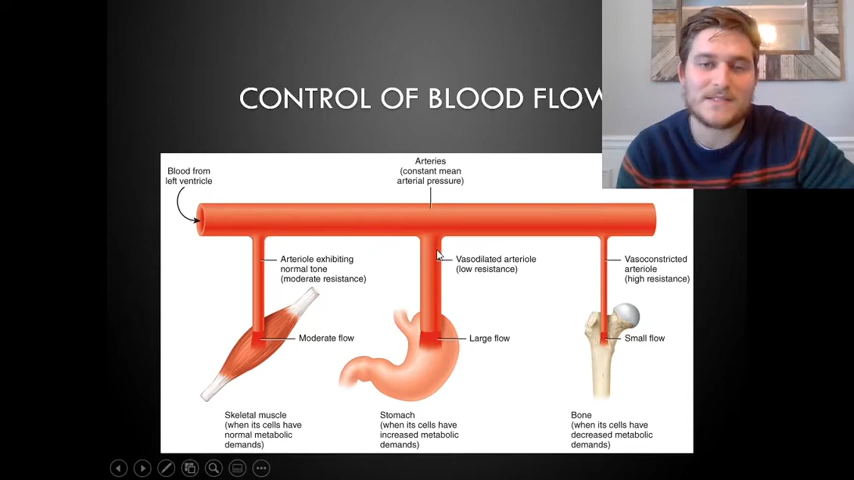 CONTROL OF BLOOD FLOW
Arteries
(constant mean
arterial pressure)
Blood from
left ventricle
Arteriole exhibiting
normal tone
(moderate resistance)
Vasodilated arteriole
(low resistance)
Vasoconstricted
arteriole
(high resistance)
Moderate flow
Large flow
Small flow
Skeletal muscle
(when its cells have
normal metabolic
demands)
Stomach
(when its cells have
increased metabolic
demands)
Bone
(when its cells have
decreased metabolic
demands)